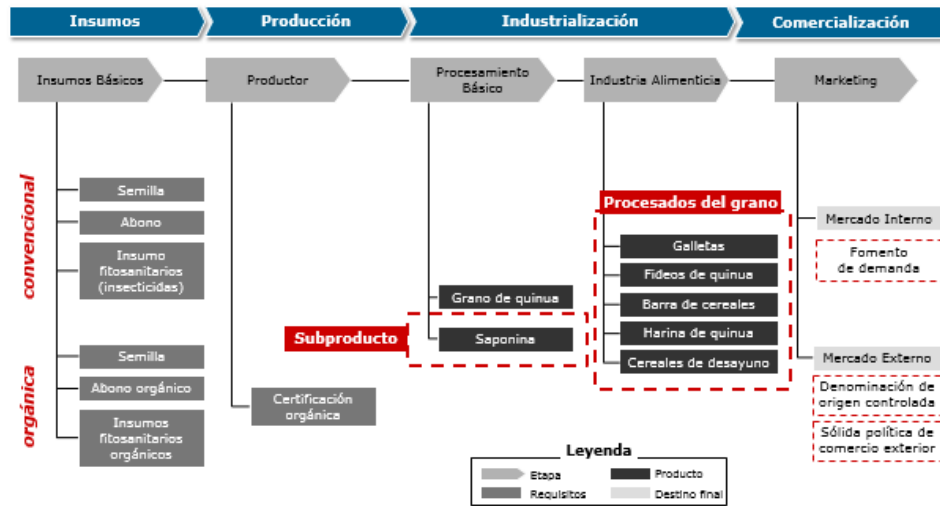 Insumos
Producción
Industrialización
Comercialización
Insumos Básicos
Productor
Procesamiento
Básico
Industria Alimenticia
Marketing
convencional
Semilla
Abono
Insumo
fitosanitarios
(insecticidas)
orgánica
Semilla
Abono orgánico
Insumos
fitosanitarios
orgánicos
Certificación
orgánica
Grano de quinua
Subproducto
Saponina
Procesados del grano
Galletas
Fideos de quinua
Barra de cereales
Harina de quinua
Cereales de desayuno
Mercado Interno
Fomento
de demanda
Mercado Externo
Denominación de
origen controlada
Sólida política de
comercio exterior
Leyenda
Etapa
Producto
Requisitos
Destino final